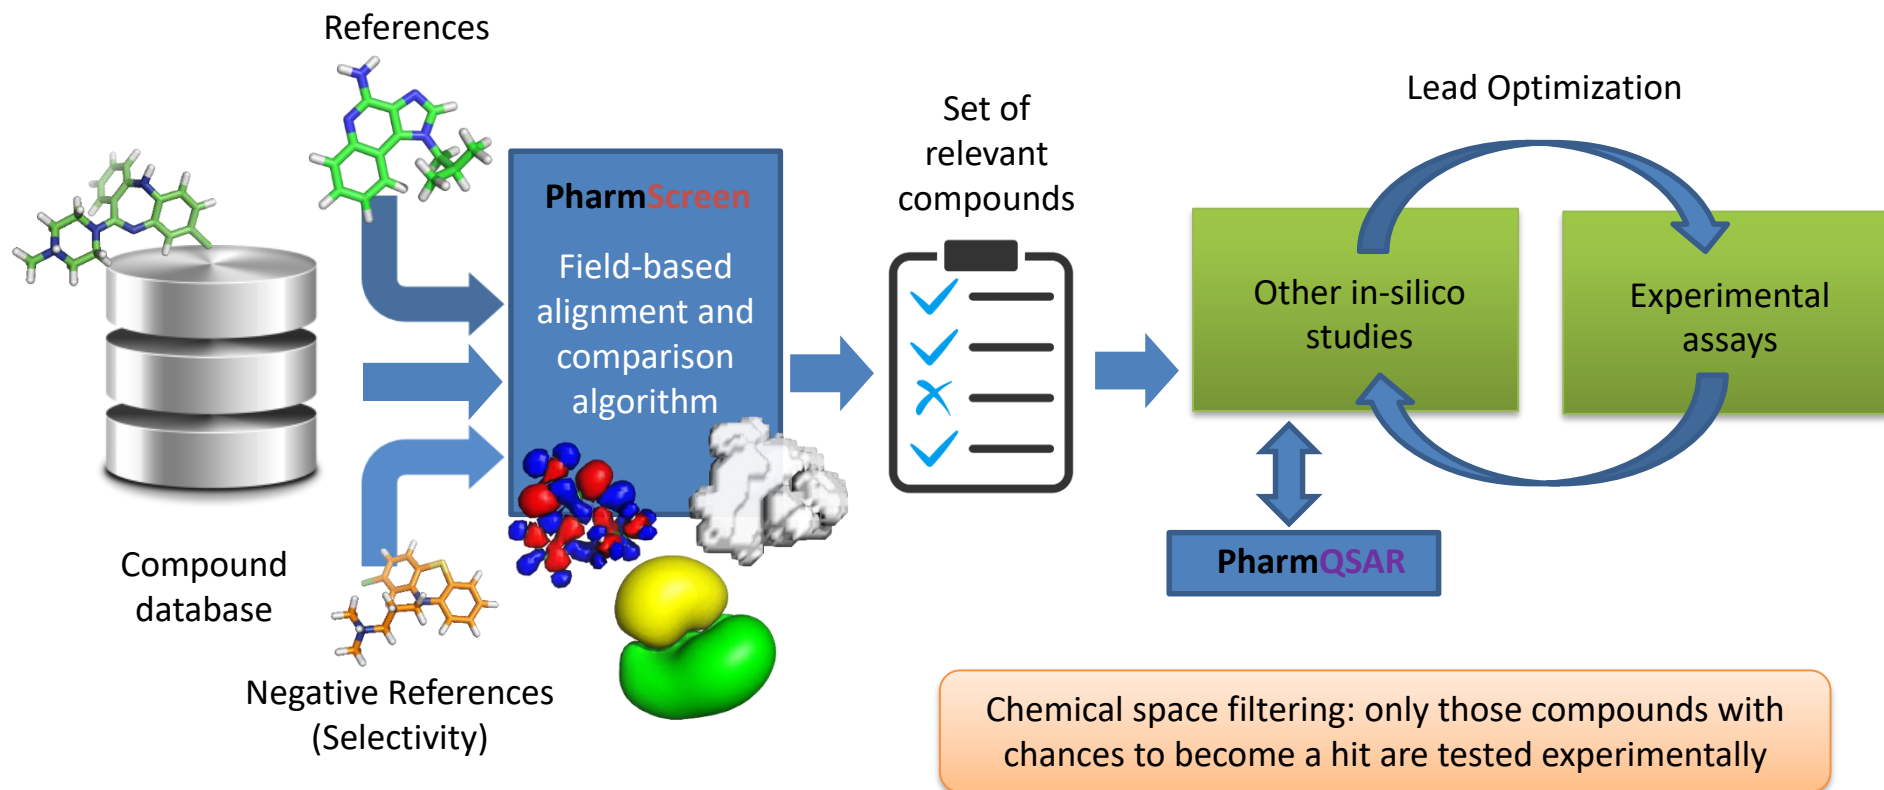 References
Compound
database
Negative References
(Selectivity)
PharmScreen
Field-based
alignment and
comparison
algorithm
Set of
relevant
compounds
Lead Optimization
Other in-silico
studies
Experimental
assays
PharmQSAR
Chemical space filtering: only those compounds with
chances to become a hit are tested experimentally